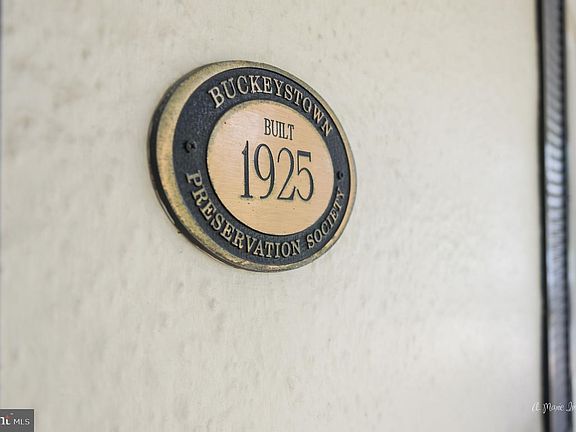 BUCKEYSTOWN
BUILT
1925
PRESERVATION SOCIETY
MLS